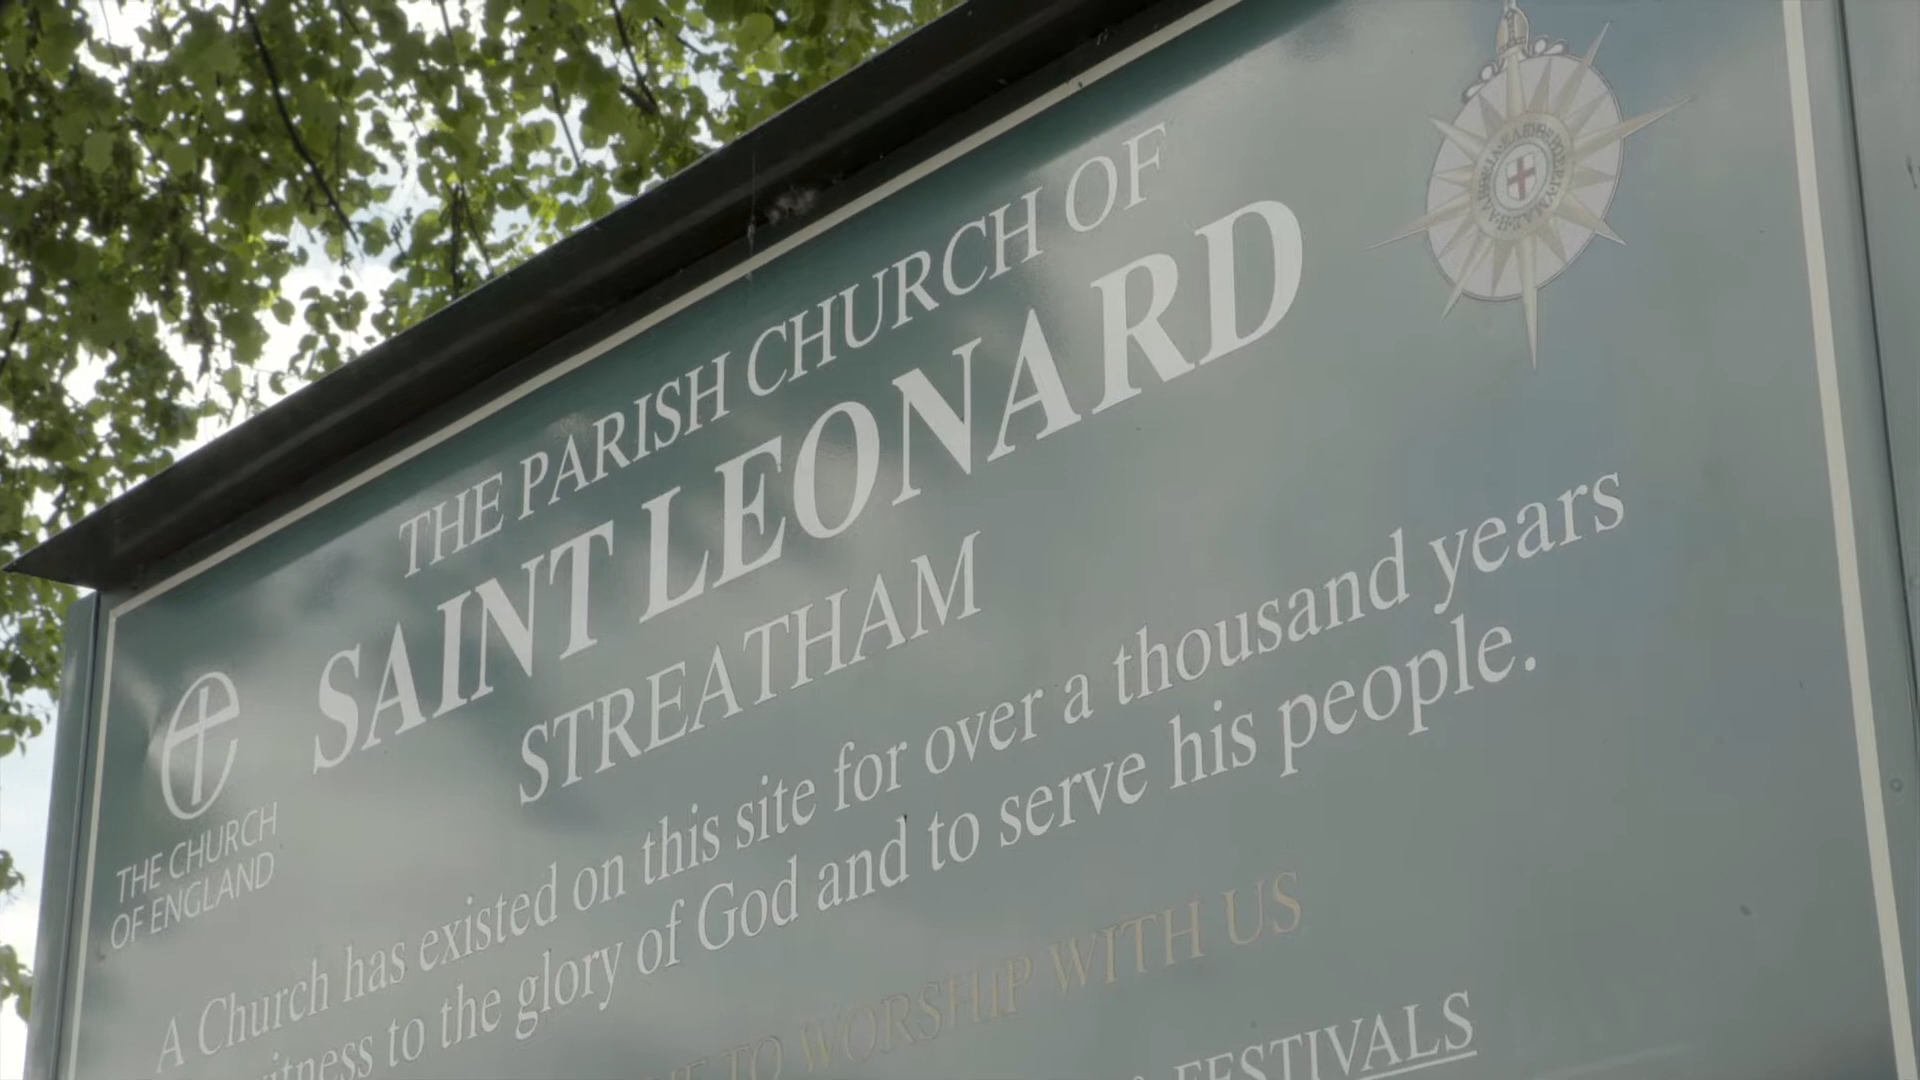 THE PARISH CHURCH OF
SAINT LEONARD
STREATHAM
THE CHURCH
OF ENGLAND
A Church has existed on this site for over a thousand years
to the glory of God and to serve his people.
TO WORSHIP WITH US
FESTIVALS